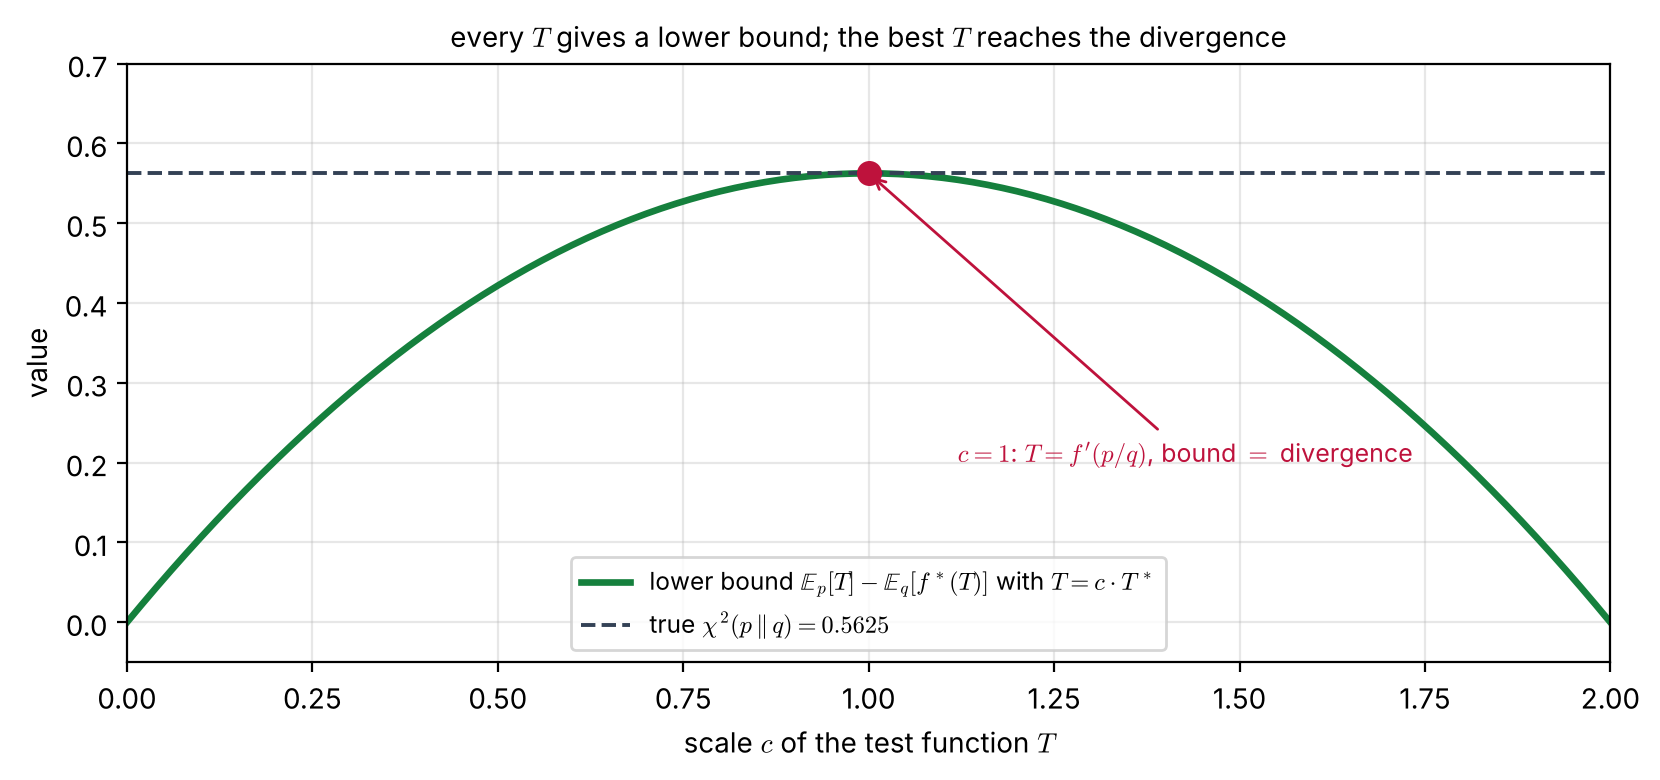 every T gives a lower bound; the best T reaches the divergence
0.7
0.6
0.5
0.4
0.3
0.2
0.1
0.0
value
c = 1: T = f′(p/q), bound = divergence
lower bound 𝔼_p[T] − 𝔼_q[f*(T)] with T = c · T*
true χ²(p ∥ q) = 0.5625
0.00 0.25 0.50 0.75 1.00 1.25 1.50 1.75 2.00
scale c of the test function T